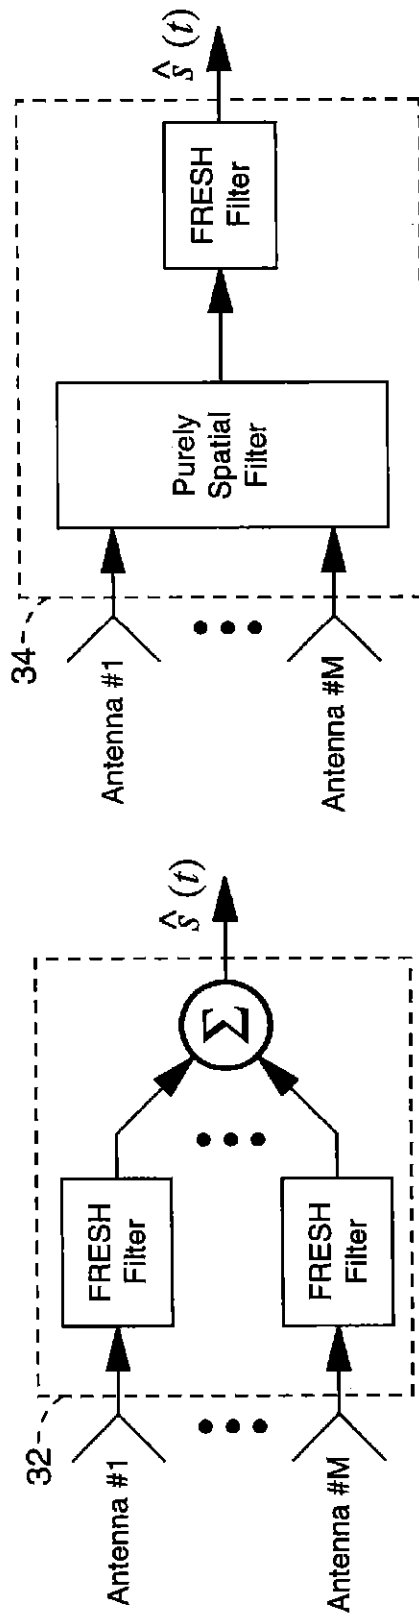 32
Antenna #1
Antenna #M
FRESH
Filter
FRESH
Filter
Σ
ŝ (t)
34
Antenna #1
Antenna #M
Purely
Spatial
Filter
FRESH
Filter
ŝ (t)